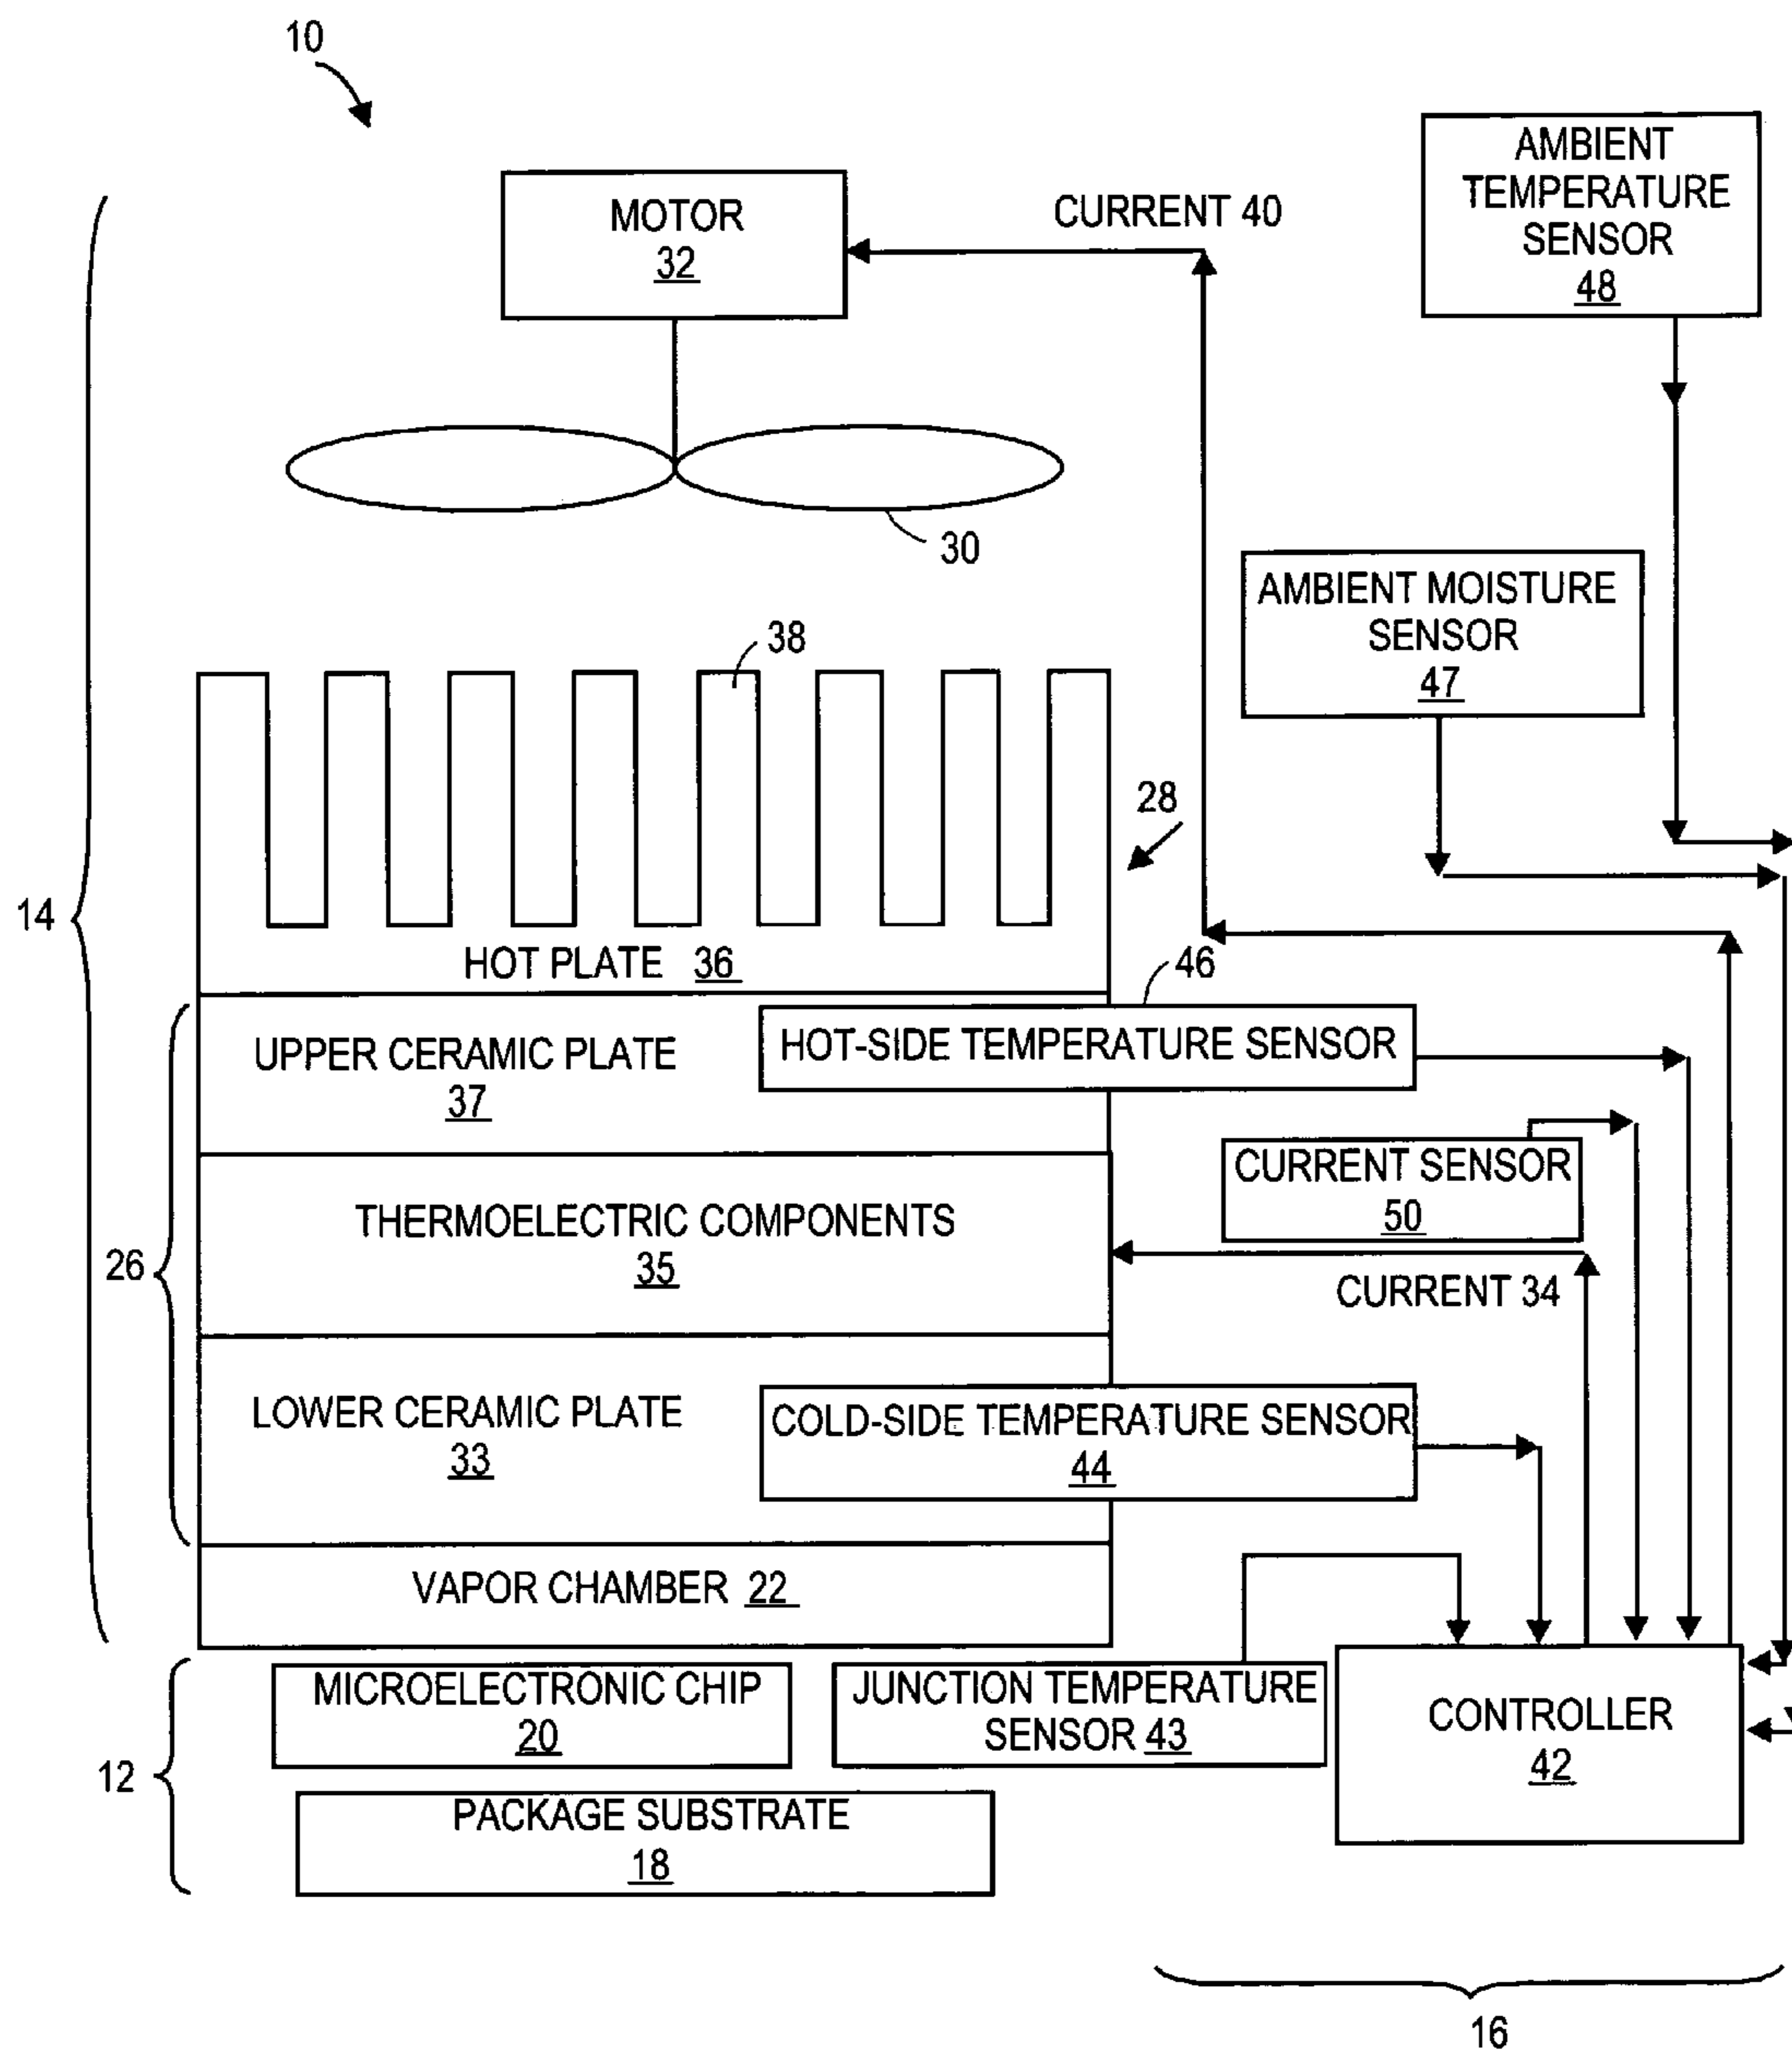 10
MOTOR
32
CURRENT 40
AMBIENT
TEMPERATURE
SENSOR
48
30
AMBIENT MOISTURE
SENSOR
47
38
28
14
HOT PLATE 36
46
UPPER CERAMIC PLATE
37
HOT-SIDE TEMPERATURE SENSOR
CURRENT SENSOR
50
THERMOELECTRIC COMPONENTS
35
26
CURRENT 34
LOWER CERAMIC PLATE
33
COLD-SIDE TEMPERATURE SENSOR
44
VAPOR CHAMBER 22
MICROELECTRONIC CHIP
20
JUNCTION TEMPERATURE
SENSOR 43
CONTROLLER
42
12
PACKAGE SUBSTRATE
18
16